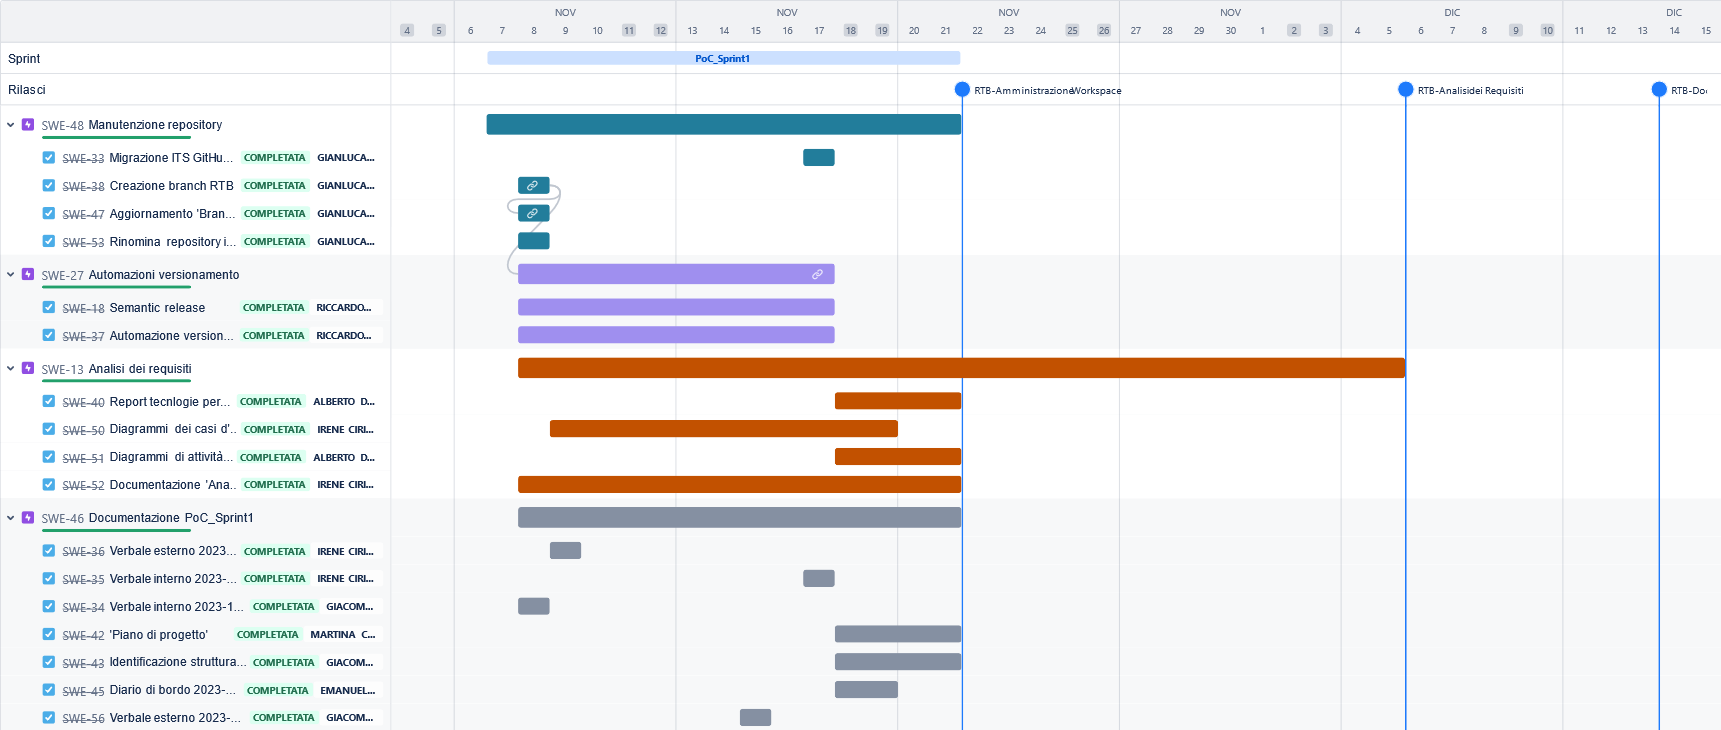 NOV NOV NOV NOV DIC DIC
4 5 6 7 8 9 10 11 12 13 14 15 16 17 18 19 20 21 22 23 24 25 26 27 28 29 30 1 2 3 4 5 6 7 8 9 10 11 12 13 14 15
Sprint PoC_Sprint1
Rilasci RTB-AmministrazioneWorkspace RTB-Analisidei Requisiti RTB-Doc
SWE-48 Manutenzione repository
SWE-33 Migrazione ITS GitHu... COMPLETATA GIANLUCA...
SWE-38 Creazione branch RTB COMPLETATA GIANLUCA...
SWE-47 Aggiornamento 'Bran... COMPLETATA GIANLUCA...
SWE-53 Rinomina repository i... COMPLETATA GIANLUCA...
SWE-27 Automazioni versionamento
SWE-18 Semantic release COMPLETATA RICCARDO...
SWE-37 Automazione version... COMPLETATA RICCARDO...
SWE-13 Analisi dei requisiti
SWE-40 Report tecnlogie per... COMPLETATA ALBERTO D...
SWE-50 Diagrammi dei casi d'.. COMPLETATA IRENE CIRI...
SWE-51 Diagrammi di attività... COMPLETATA ALBERTO D...
SWE-52 Documentazione 'Ana.. COMPLETATA IRENE CIRI...
SWE-46 Documentazione PoC_Sprint1
SWE-36 Verbale esterno 2023... COMPLETATA IRENE CIRI...
SWE-35 Verbale interno 2023-... COMPLETATA IRENE CIRI...
SWE-34 Verbale interno 2023-1... COMPLETATA GIACOM...
SWE-42 'Piano di progetto' COMPLETATA MARTINA C...
SWE-43 Identificazione struttura... COMPLETATA GIACOM...
SWE-45 Diario di bordo 2023-... COMPLETATA EMANUEL...
SWE-56 Verbale esterno 2023-... COMPLETATA GIACOM...